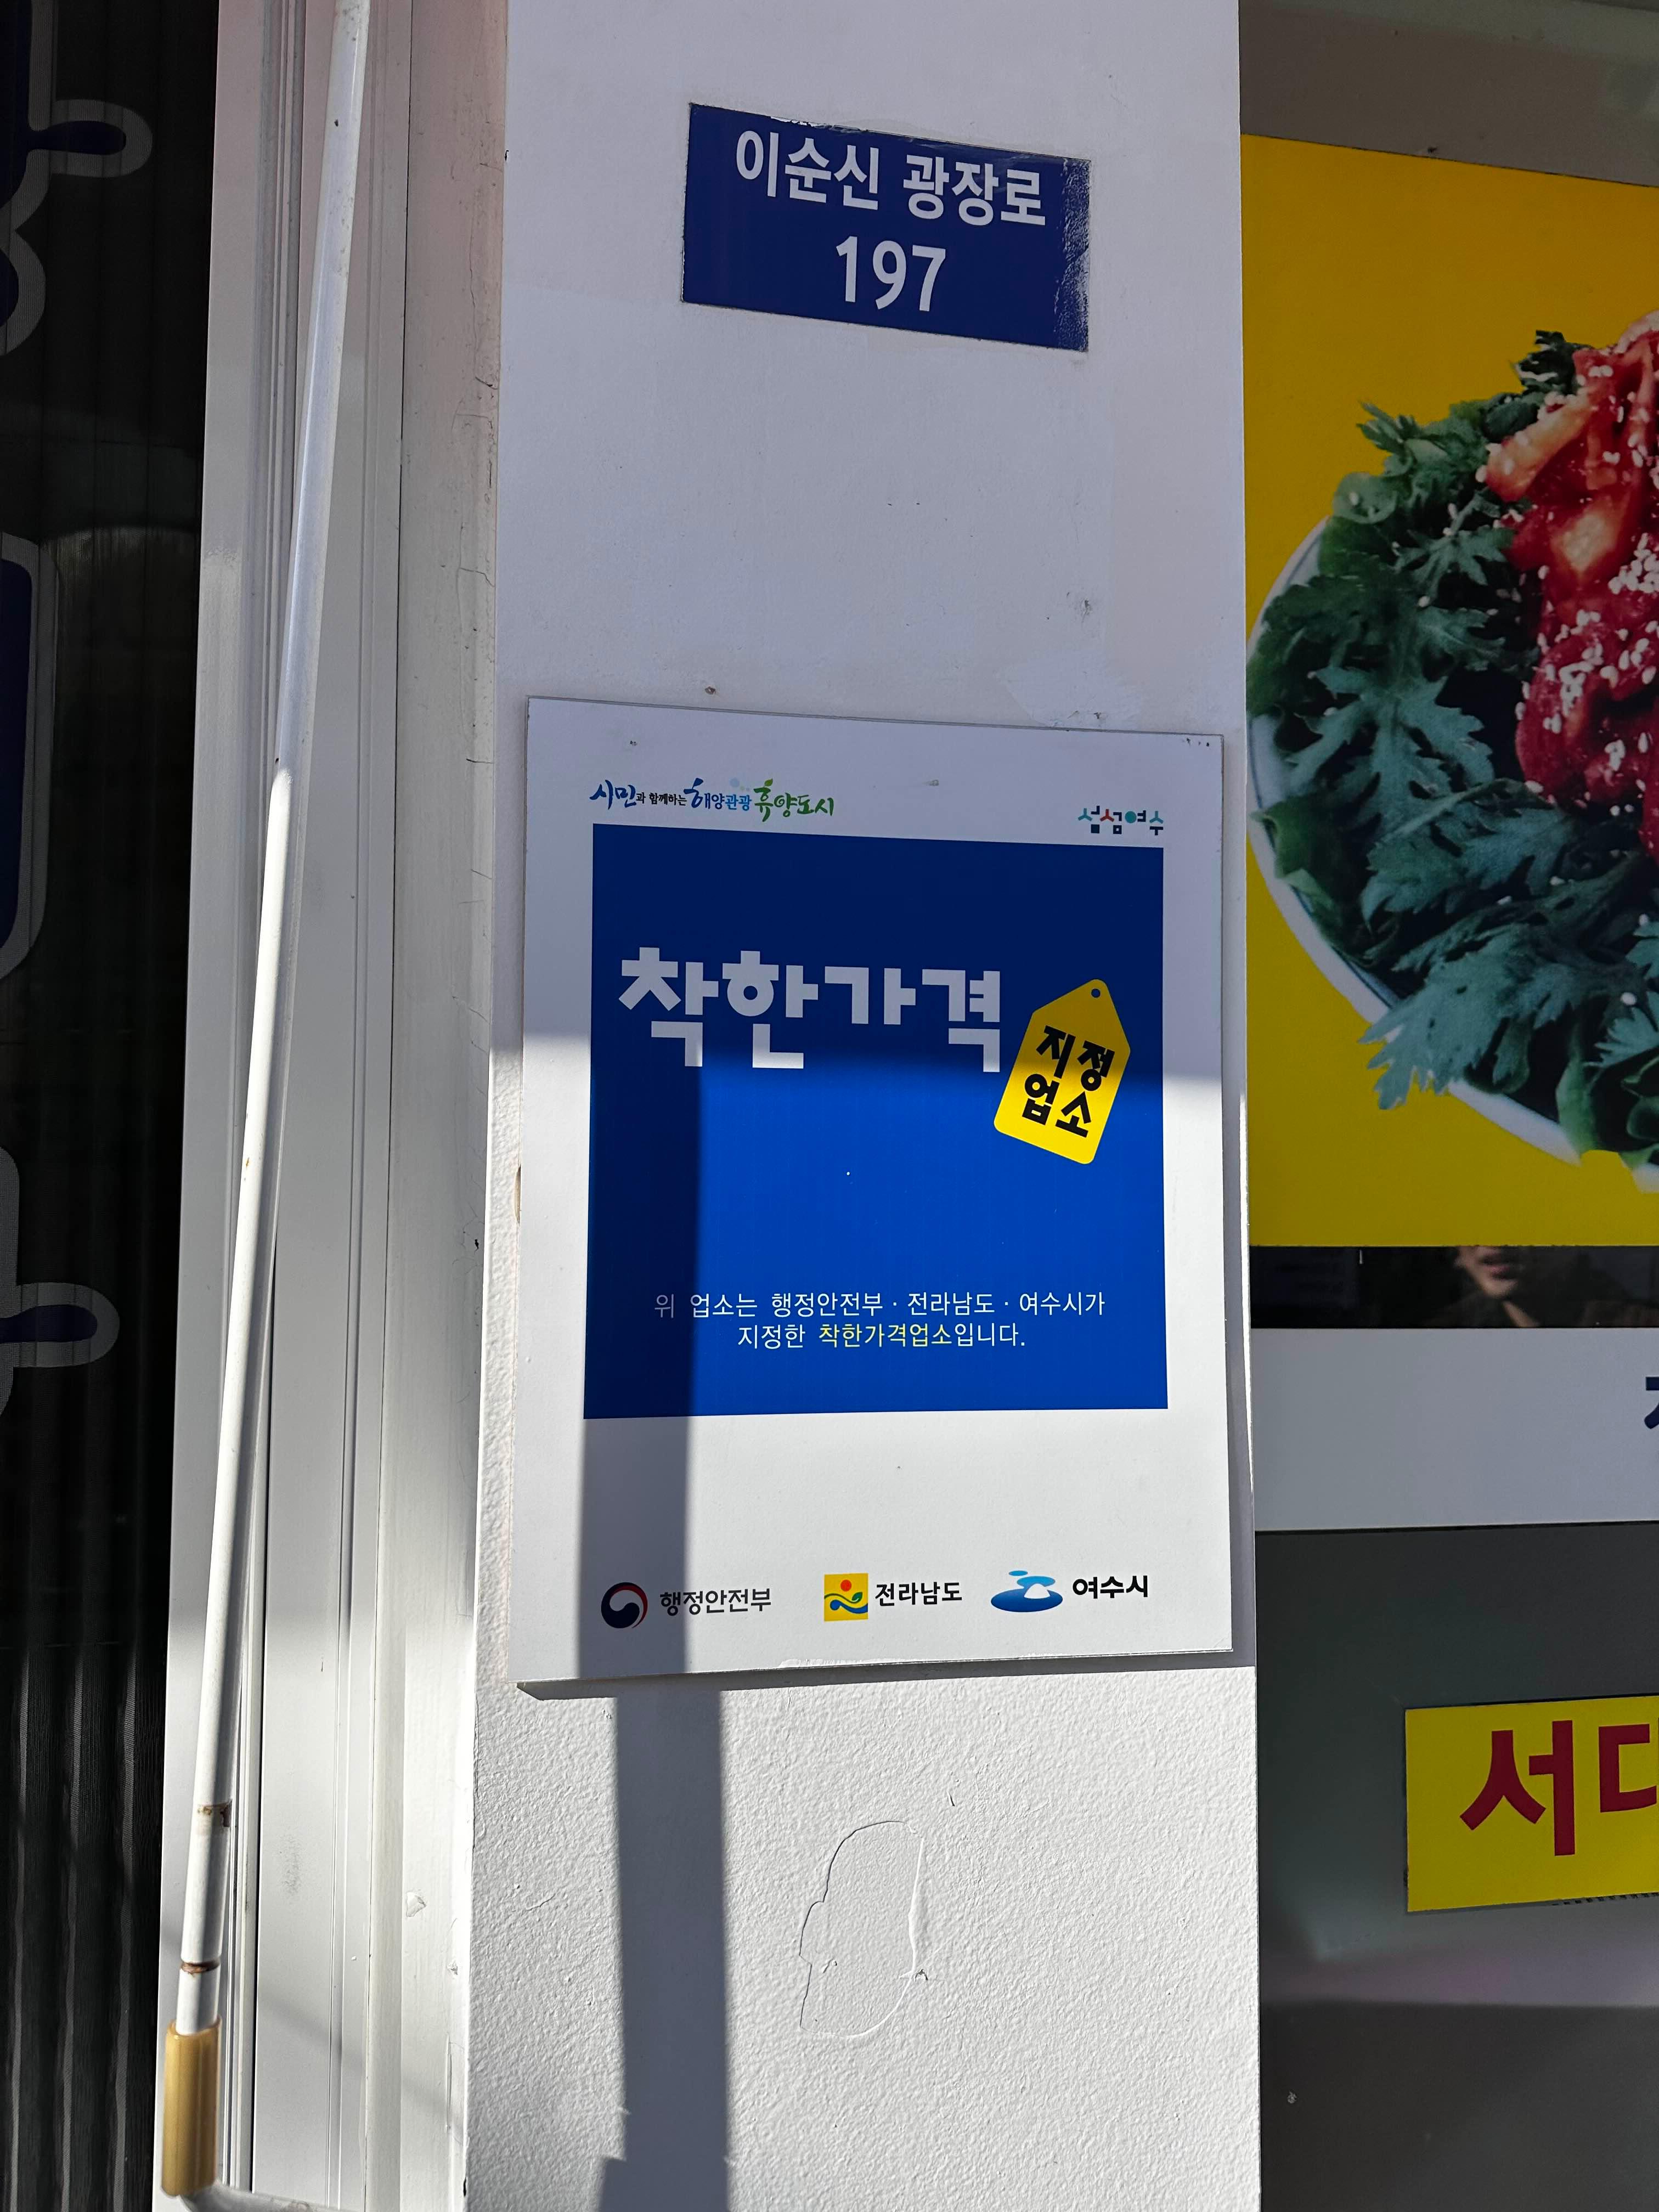 이순신 광장로
197
시민과 함께하는 해양관광 휴양도시
섬섬여수
착한가격
지정
업소
위 업소는 행정안전부 · 전라남도 · 여수시가
지정한 착한가격업소입니다.
행정안전부
전라남도
여수시
서대